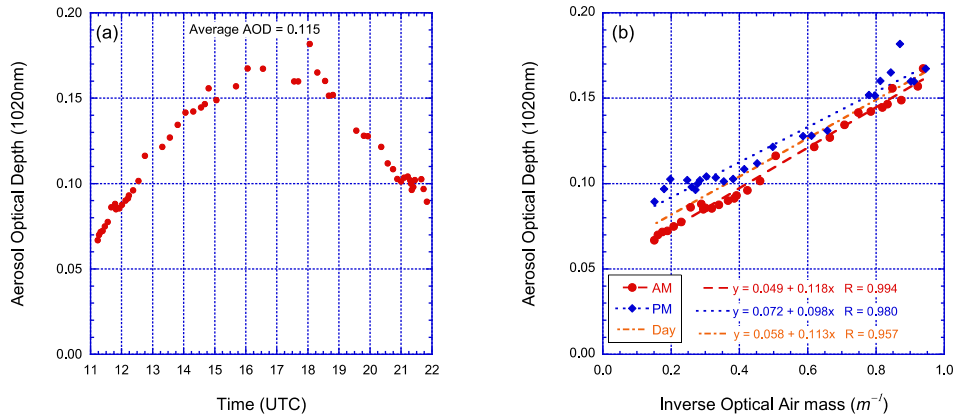 (a)
Average AOD = 0.115
0.20
0.15
0.10
0.05
0.00
Aerosol Optical Depth (1020nm)
11 12 13 14 15 16 17 18 19 20 21 22
Time (UTC)
(b)
0.20
0.15
0.10
0.05
0.00
Aerosol Optical Depth (1020nm)
AM y = 0.049 + 0.118x R = 0.994
PM y = 0.072 + 0.098x R = 0.980
Day y = 0.058 + 0.113x R = 0.957
0.0 0.2 0.4 0.6 0.8 1.0
Inverse Optical Air mass (m⁻¹)